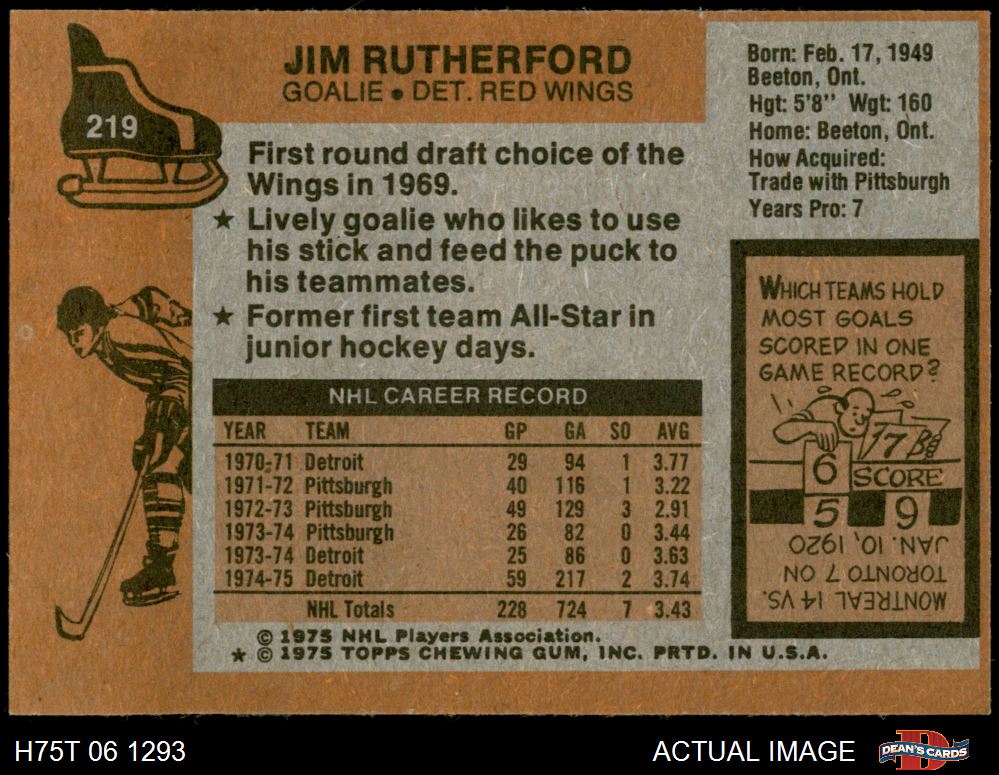 219
JIM RUTHERFORD
GOALIE • DET. RED WINGS
First round draft choice of the
Wings in 1969.
★ Lively goalie who likes to use
his stick and feed the puck to
his teammates.
★ Former first team All-Star in
junior hockey days.
NHL CAREER RECORD
YEAR TEAM GP GA SO AVG
1970-71 Detroit 29 94 1 3.77
1971-72 Pittsburgh 40 116 1 3.22
1972-73 Pittsburgh 49 129 3 2.91
1973-74 Pittsburgh 26 82 0 3.44
1973-74 Detroit 25 86 0 3.63
1974-75 Detroit 59 217 2 3.74
NHL Totals 228 724 7 3.43
© 1975 NHL Players Association.
★ © 1975 TOPPS CHEWING GUM, INC. PRTD. IN U.S.A.
Born: Feb. 17, 1949
Beeton, Ont.
Hgt: 5'8" Wgt: 160
Home: Beeton, Ont.
How Acquired:
Trade with Pittsburgh
Years Pro: 7
WHICH TEAMS HOLD
MOST GOALS
SCORED IN ONE
GAME RECORD?
17
6 SCORE
5 9
MONTREAL 14 VS.
TORONTO 7 ON
JAN. 10, 1920
H75T 06 1293
ACTUAL IMAGE
DEAN'S CARDS